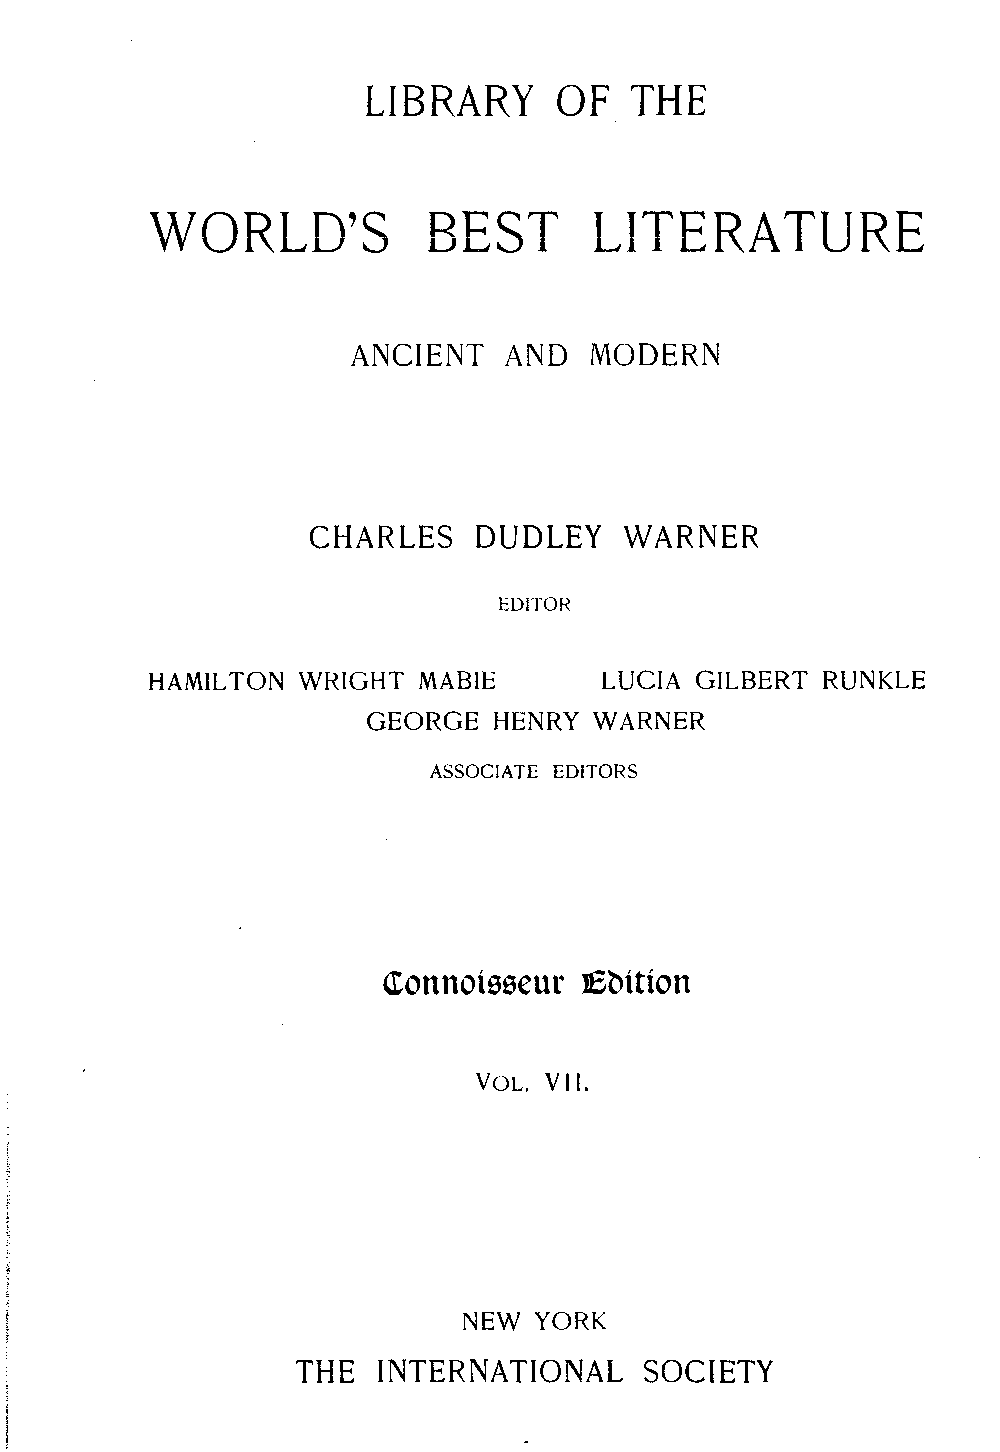 LIBRARY OF THE
WORLD'S BEST LITERATURE
ANCIENT AND MODERN
CHARLES DUDLEY WARNER
EDITOR
HAMILTON WRIGHT MABIE LUCIA GILBERT RUNKLE
GEORGE HENRY WARNER
ASSOCIATE EDITORS
Connoisseur Edition
VOL. VII.
NEW YORK
THE INTERNATIONAL SOCIETY